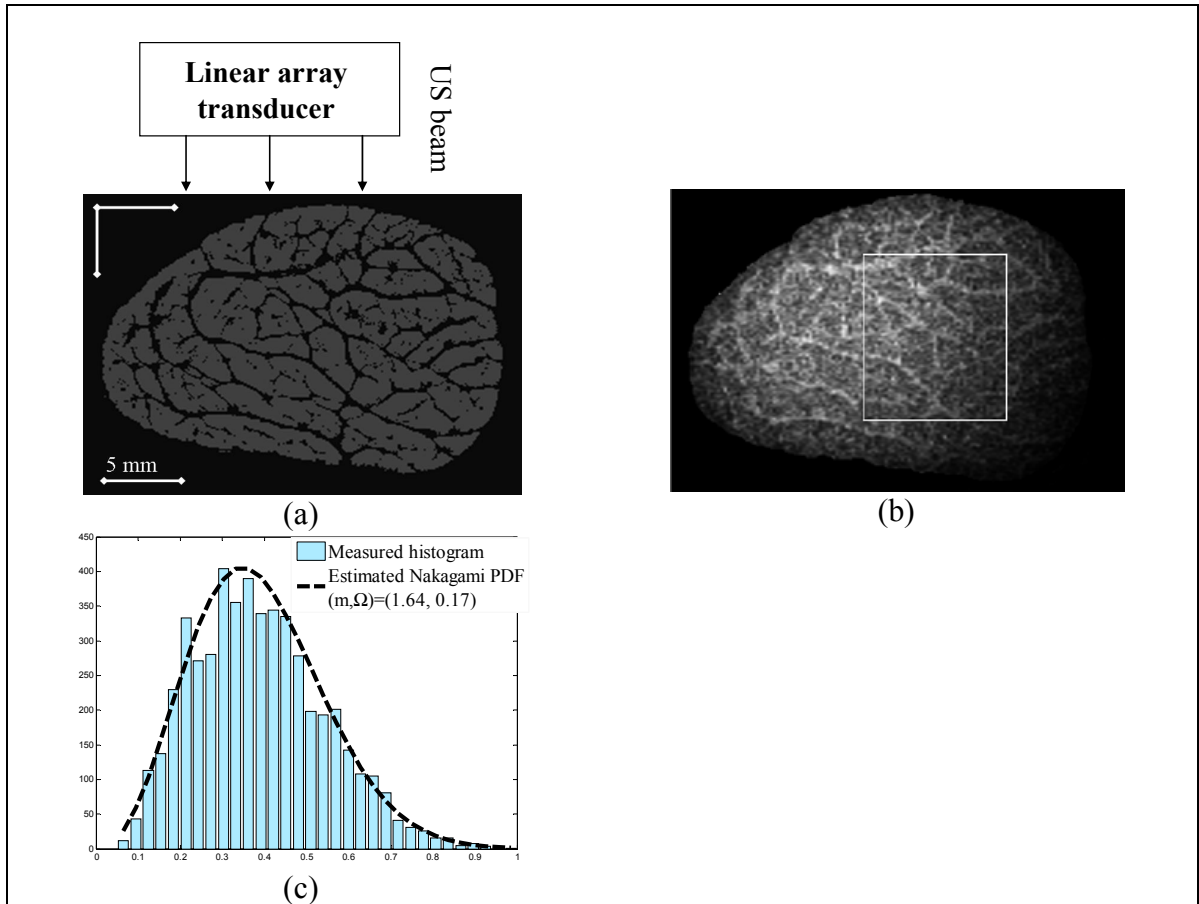 Linear array
transducer
US beam
5 mm
(a)
(b)
450
400
350
300
250
200
150
100
50
0
0 0.1 0.2 0.3 0.4 0.5 0.6 0.7 0.8 0.9 1
Measured histogram
Estimated Nakagami PDF
(m,Ω)=(1.64, 0.17)
(c)